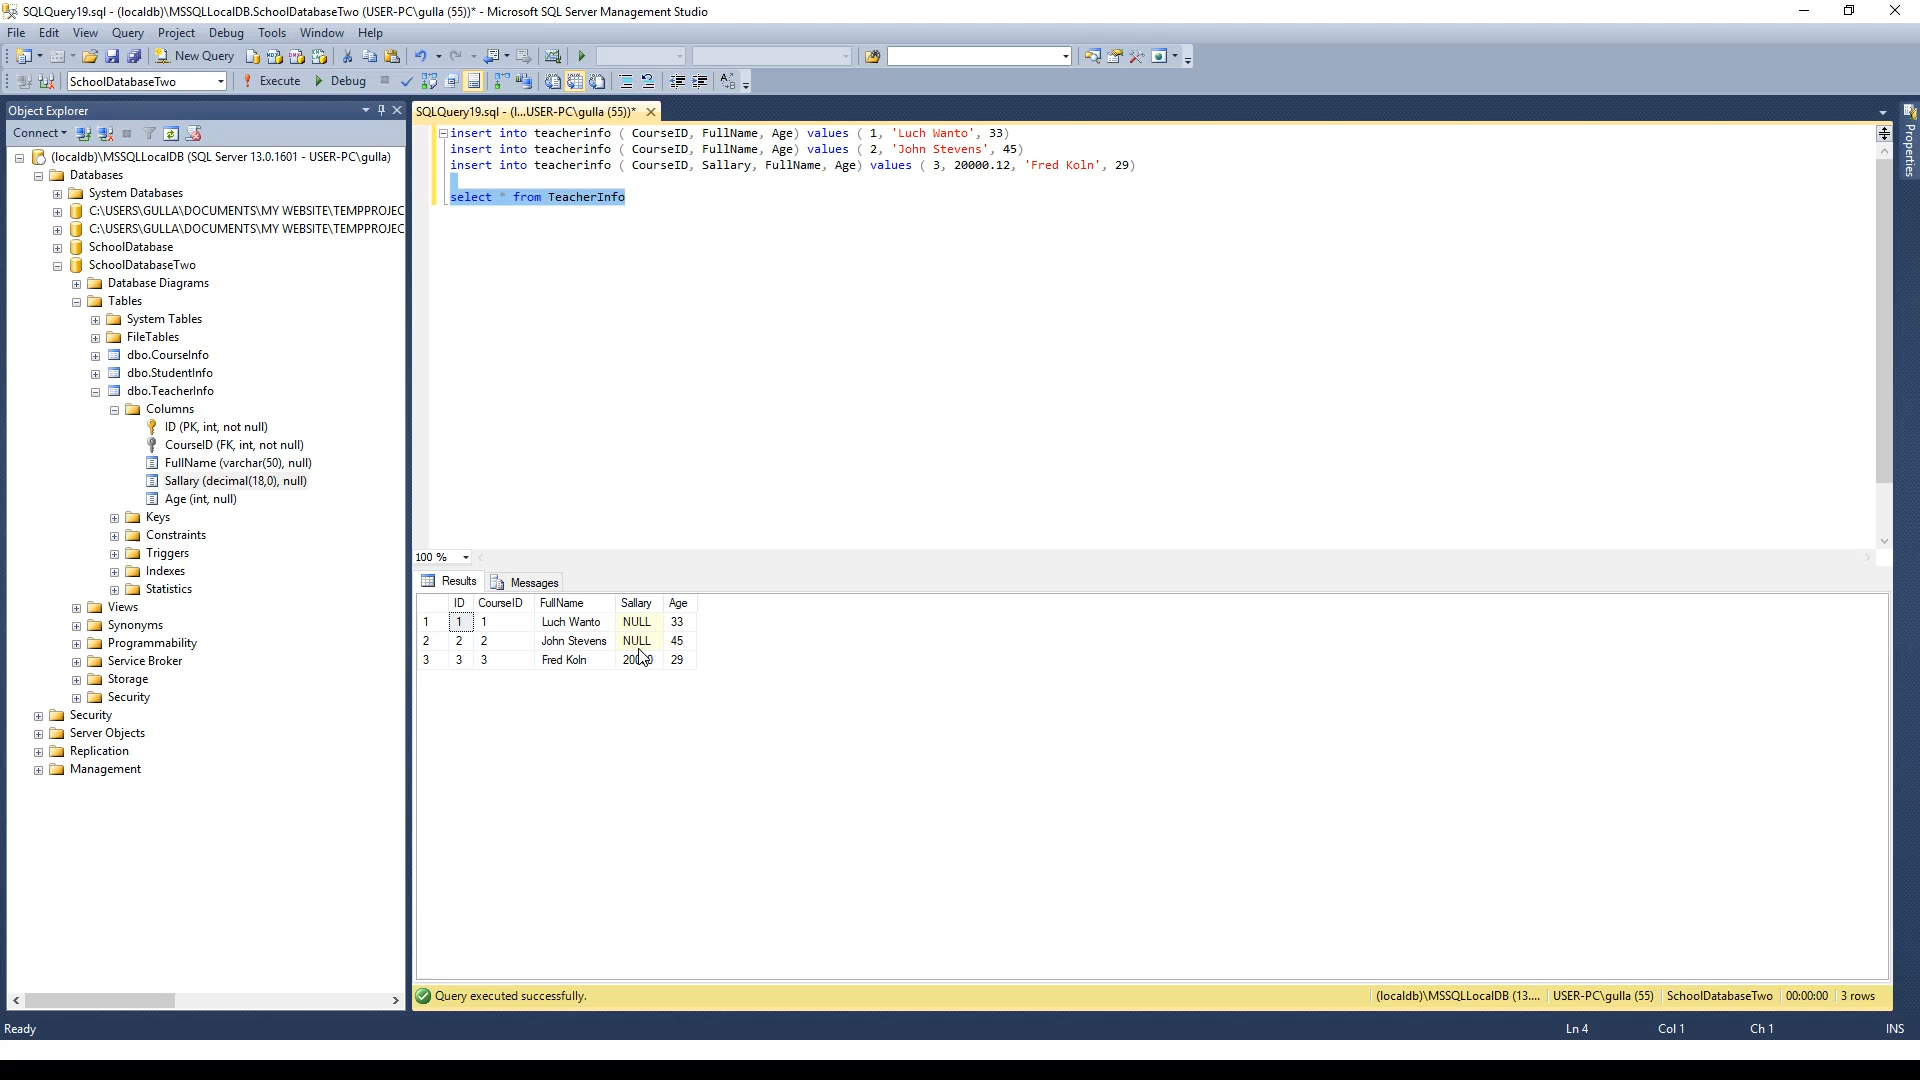 SQLQuery19.sql - (localdb)\MSSQLLocalDB.SchoolDatabaseTwo (USER-PC\gulla (55))* - Microsoft SQL Server Management Studio
File Edit View Query Project Debug Tools Window Help
New Query
SchoolDatabaseTwo Execute Debug
Object Explorer
Connect
(localdb)\MSSQLLocalDB (SQL Server 13.0.1601 - USER-PC\gulla)
Databases
System Databases
C:\USERS\GULLA\DOCUMENTS\MY WEBSITE\TEMPPROJEC
C:\USERS\GULLA\DOCUMENTS\MY WEBSITE\TEMPPROJEC
SchoolDatabase
SchoolDatabaseTwo
Database Diagrams
Tables
System Tables
FileTables
dbo.CourseInfo
dbo.StudentInfo
dbo.TeacherInfo
Columns
ID (PK, int, not null)
CourseID (FK, int, not null)
FullName (varchar(50), null)
Sallary (decimal(18,0), null)
Age (int, null)
Keys
Constraints
Triggers
Indexes
Statistics
Views
Synonyms
Programmability
Service Broker
Storage
Security
Security
Server Objects
Replication
Management
SQLQuery19.sql - (l...USER-PC\gulla (55))*
insert into teacherinfo ( CourseID, FullName, Age) values ( 1, 'Luch Wanto', 33)
insert into teacherinfo ( CourseID, FullName, Age) values ( 2, 'John Stevens', 45)
insert into teacherinfo ( CourseID, Sallary, FullName, Age) values ( 3, 20000.12, 'Fred Koln', 29)
select * from TeacherInfo
100 %
Results Messages
ID CourseID FullName Sallary Age
1 1 1 Luch Wanto NULL 33
2 2 2 John Stevens NULL 45
3 3 3 Fred Koln 20000 29
Query executed successfully.
(localdb)\MSSQLLocalDB (13.... USER-PC\gulla (55) SchoolDatabaseTwo 00:00:00 3 rows
Properties
Ready Ln 4 Col 1 Ch 1 INS